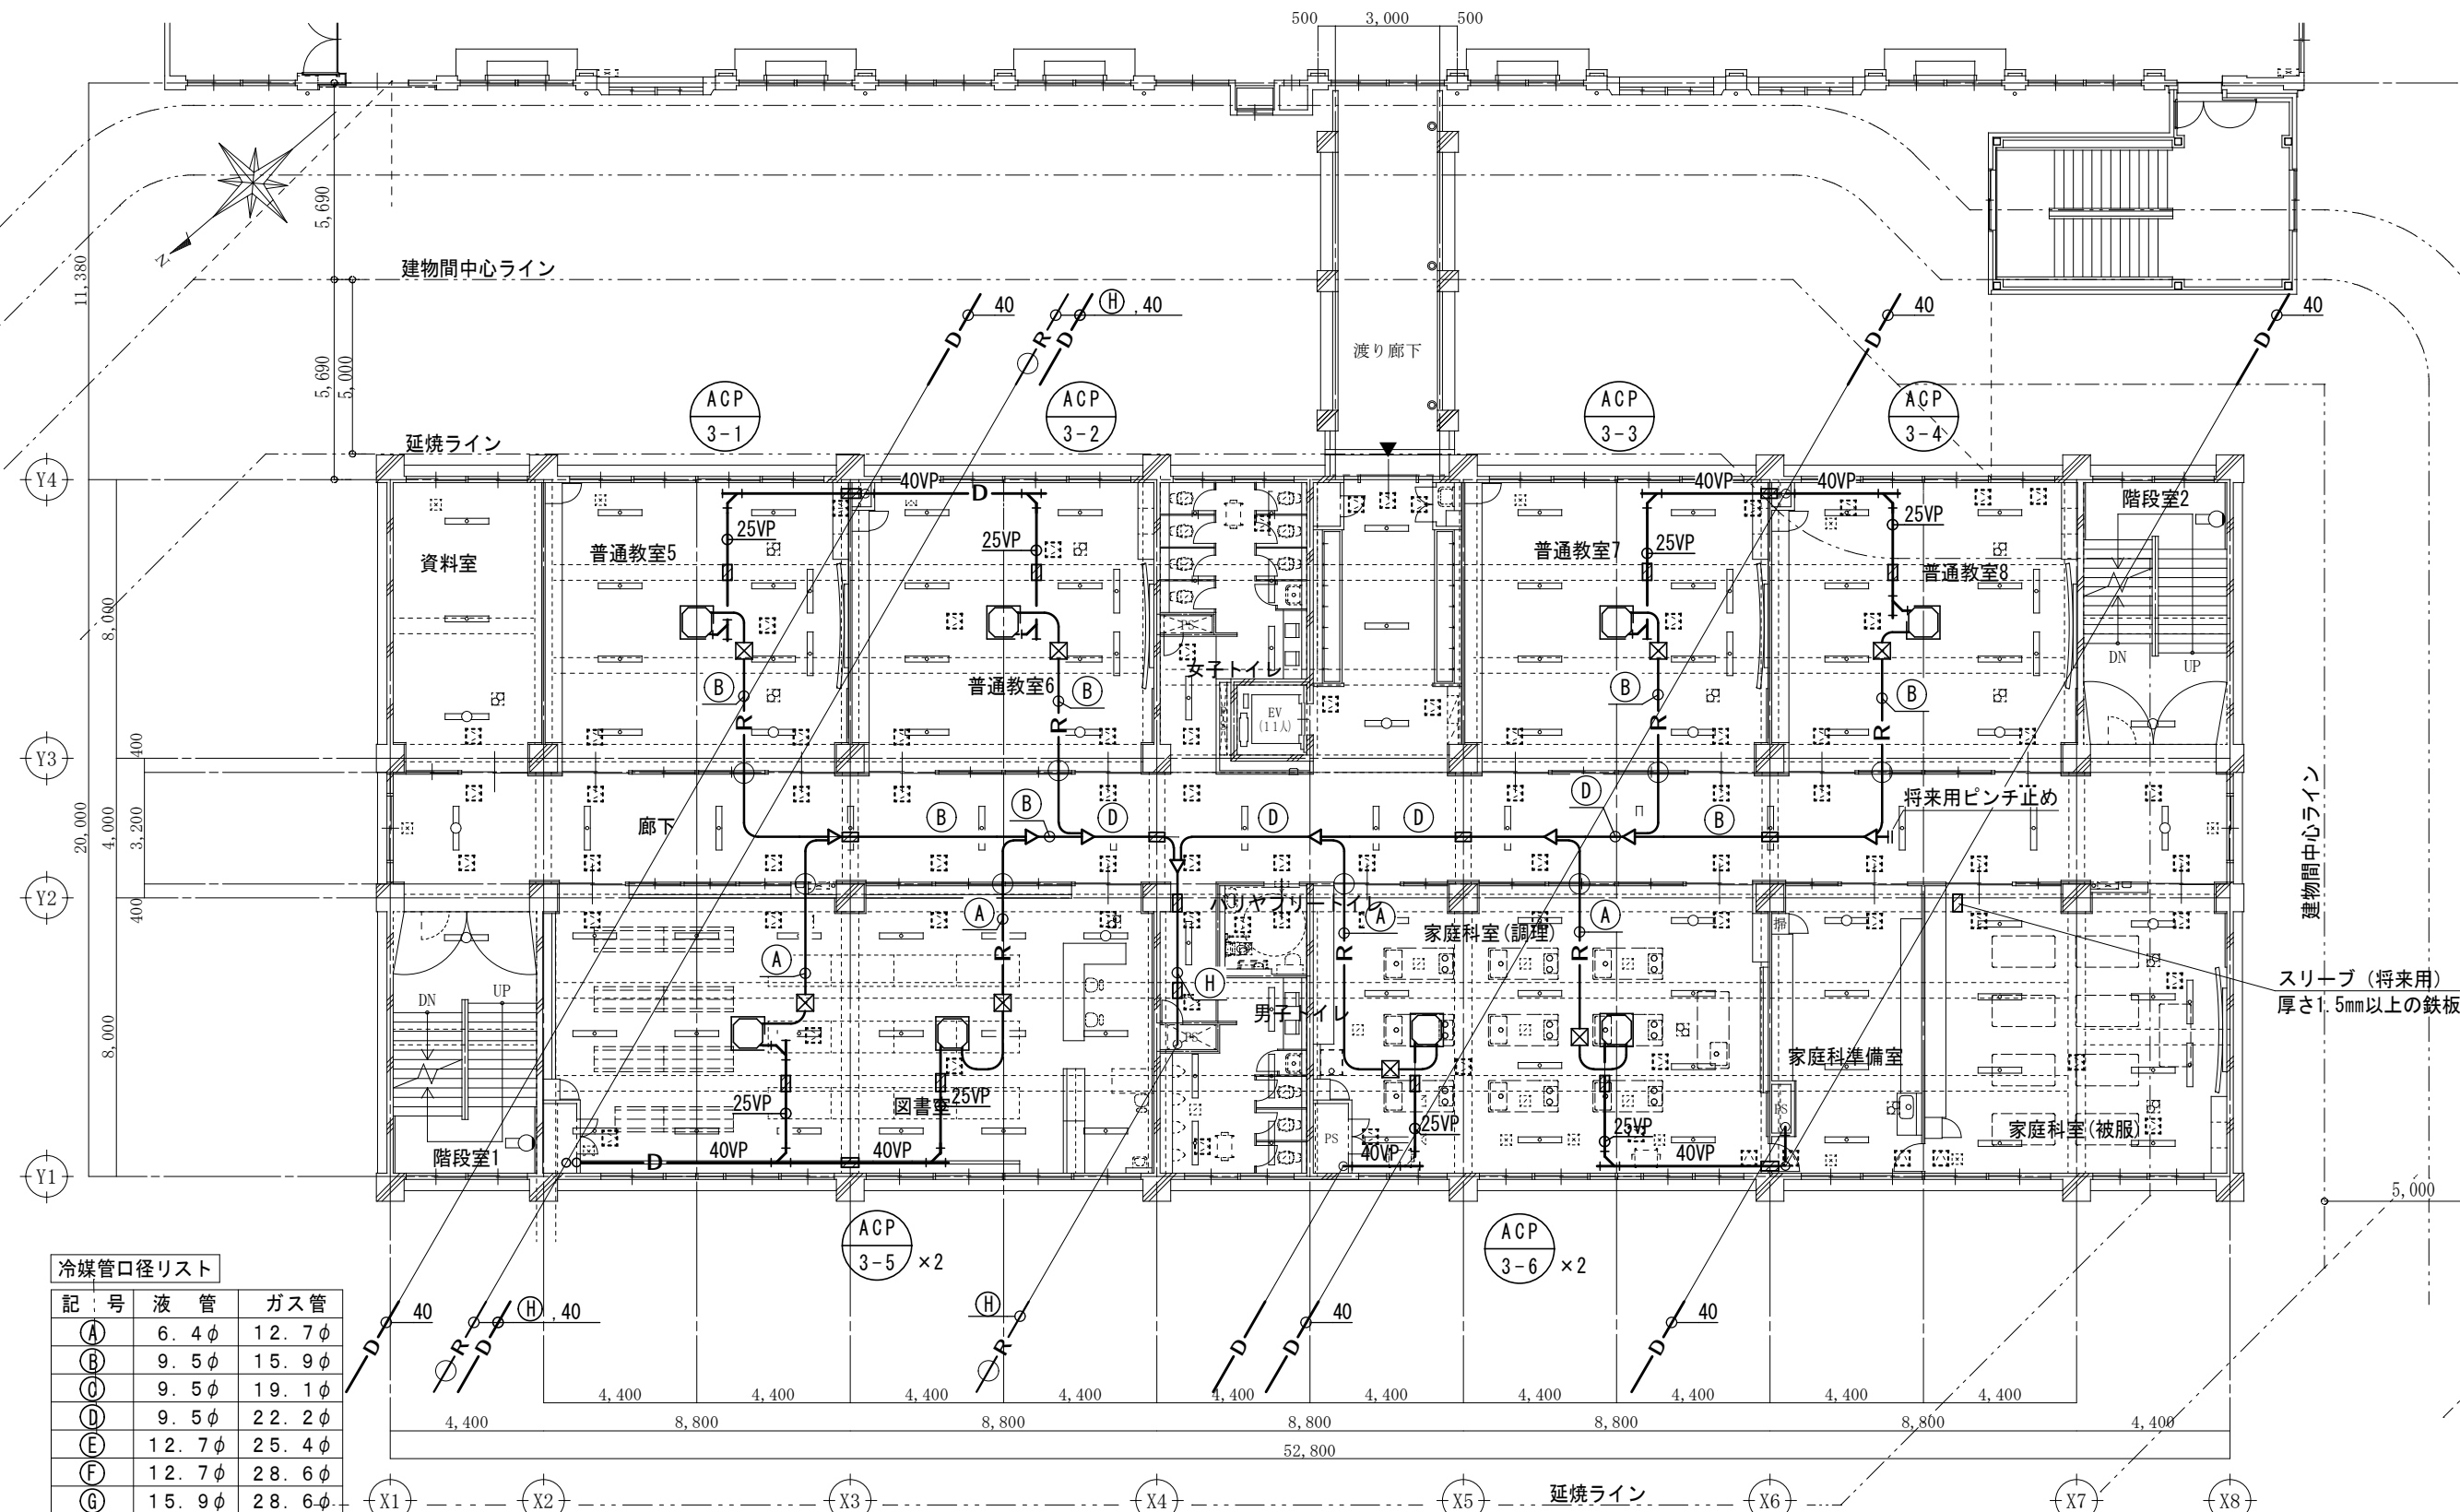 500
3,000
500
5,690
11,380
建物間中心ライン
N
5,690
5,000
延焼ライン
D
40
R
D
Ⓗ , 40
渡り廊下
D
40
D
40
ACP
3-1
ACP
3-2
ACP
3-3
ACP
3-4
Y4
40VP
D
40VP
40VP
階段室2
資料室
普通教室5
25VP
25VP
普通教室7
25VP
25VP
普通教室8
8,000
PS
女子トイレ
普通教室6
EV
(11人)
Ⓑ
Ⓑ
Ⓑ
Ⓑ
R
R
R
R
DN
UP
Y3
400
20,000
4,000
3,200
廊下
Ⓑ
Ⓑ
Ⓓ
Ⓓ
Ⓓ
Ⓓ
Ⓑ
将来用ピンチ止め
建物間中心ライン
Y2
400
Ⓐ
Ⓐ
R
バリヤフリートイレ
Ⓐ
R
家庭科室(調理)
Ⓐ
R
掃
スリーブ (将来用)
厚さ1.5mm以上の鉄板
8,000
DN
UP
Ⓗ
男子トイレ
PS
家庭科準備室
PS
25VP
図書室
25VP
25VP
25VP
PS
家庭科室(被服)
階段室1
D
40VP
40VP
40VP
40VP
Y1
5,000
ACP
3-5
×2
ACP
3-6
×2
冷媒管口径リスト
記 号 液 管 ガス管
Ⓐ 6. 4φ 12. 7φ
Ⓑ 9. 5φ 15. 9φ
Ⓒ 9. 5φ 19. 1φ
Ⓓ 9. 5φ 22. 2φ
Ⓔ 12. 7φ 25. 4φ
Ⓕ 12. 7φ 28. 6φ
Ⓖ 15. 9φ 28. 6φ
D
40
R
D
Ⓗ , 40
Ⓗ
R
D
D
40
D
40
4,400
4,400
4,400
4,400
4,400
4,400
4,400
4,400
4,400
4,400
4,400
8,800
8,800
8,800
8,800
8,800
4,400
52,800
延焼ライン
X1
X2
X3
X4
X5
X6
X7
X8